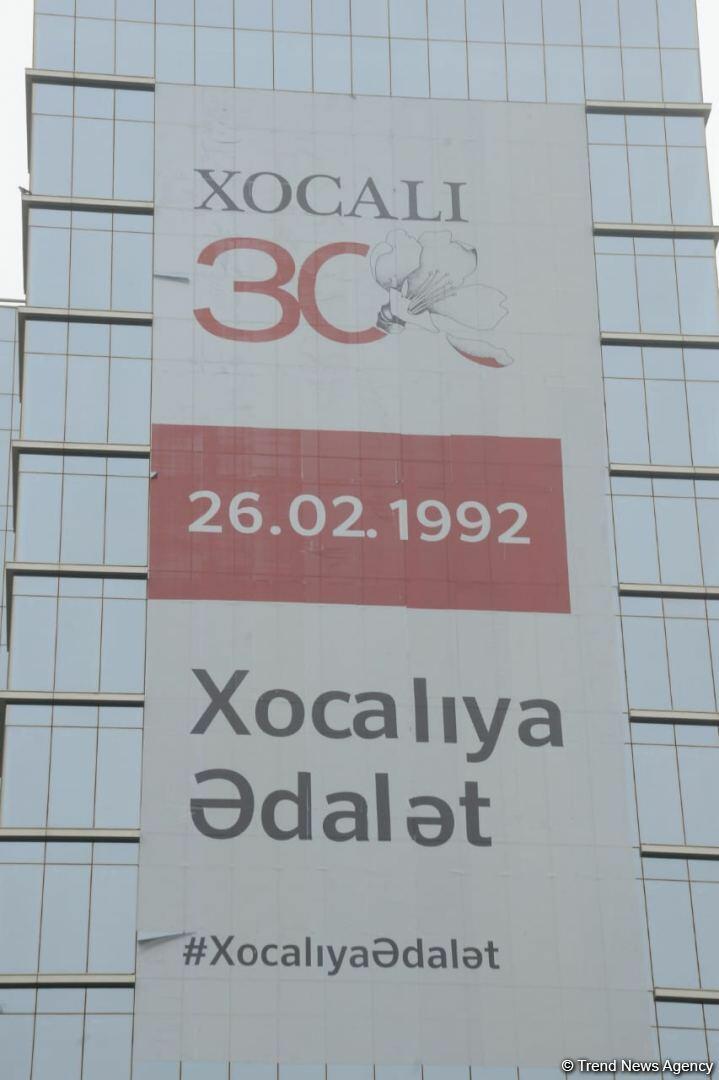 XOCALI
30
26.02.1992
Xocalıya
Ədalət
#XocalıyaƏdalət
© Trend News Agency